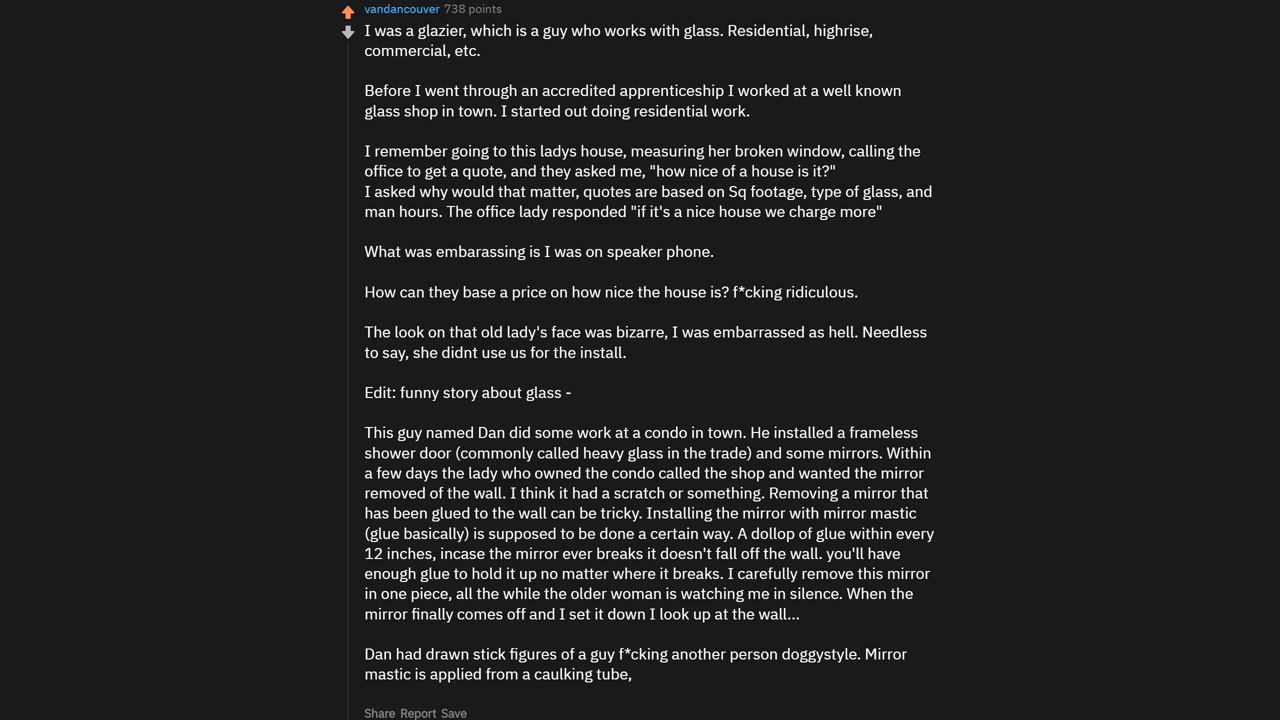 vandancouver 738 points
I was a glazier, which is a guy who works with glass. Residential, highrise,
commercial, etc.
Before I went through an accredited apprenticeship I worked at a well known
glass shop in town. I started out doing residential work.
I remember going to this ladys house, measuring her broken window, calling the
office to get a quote, and they asked me, "how nice of a house is it?"
I asked why would that matter, quotes are based on Sq footage, type of glass, and
man hours. The office lady responded "if it's a nice house we charge more"
What was embarassing is I was on speaker phone.
How can they base a price on how nice the house is? f*cking ridiculous.
The look on that old lady's face was bizarre, I was embarrassed as hell. Needless
to say, she didnt use us for the install.
Edit: funny story about glass -
This guy named Dan did some work at a condo in town. He installed a frameless
shower door (commonly called heavy glass in the trade) and some mirrors. Within
a few days the lady who owned the condo called the shop and wanted the mirror
removed of the wall. I think it had a scratch or something. Removing a mirror that
has been glued to the wall can be tricky. Installing the mirror with mirror mastic
(glue basically) is supposed to be done a certain way. A dollop of glue within every
12 inches, incase the mirror ever breaks it doesn't fall off the wall. you'll have
enough glue to hold it up no matter where it breaks. I carefully remove this mirror
in one piece, all the while the older woman is watching me in silence. When the
mirror finally comes off and I set it down I look up at the wall...
Dan had drawn stick figures of a guy f*cking another person doggystyle. Mirror
mastic is applied from a caulking tube,
Share Report Save